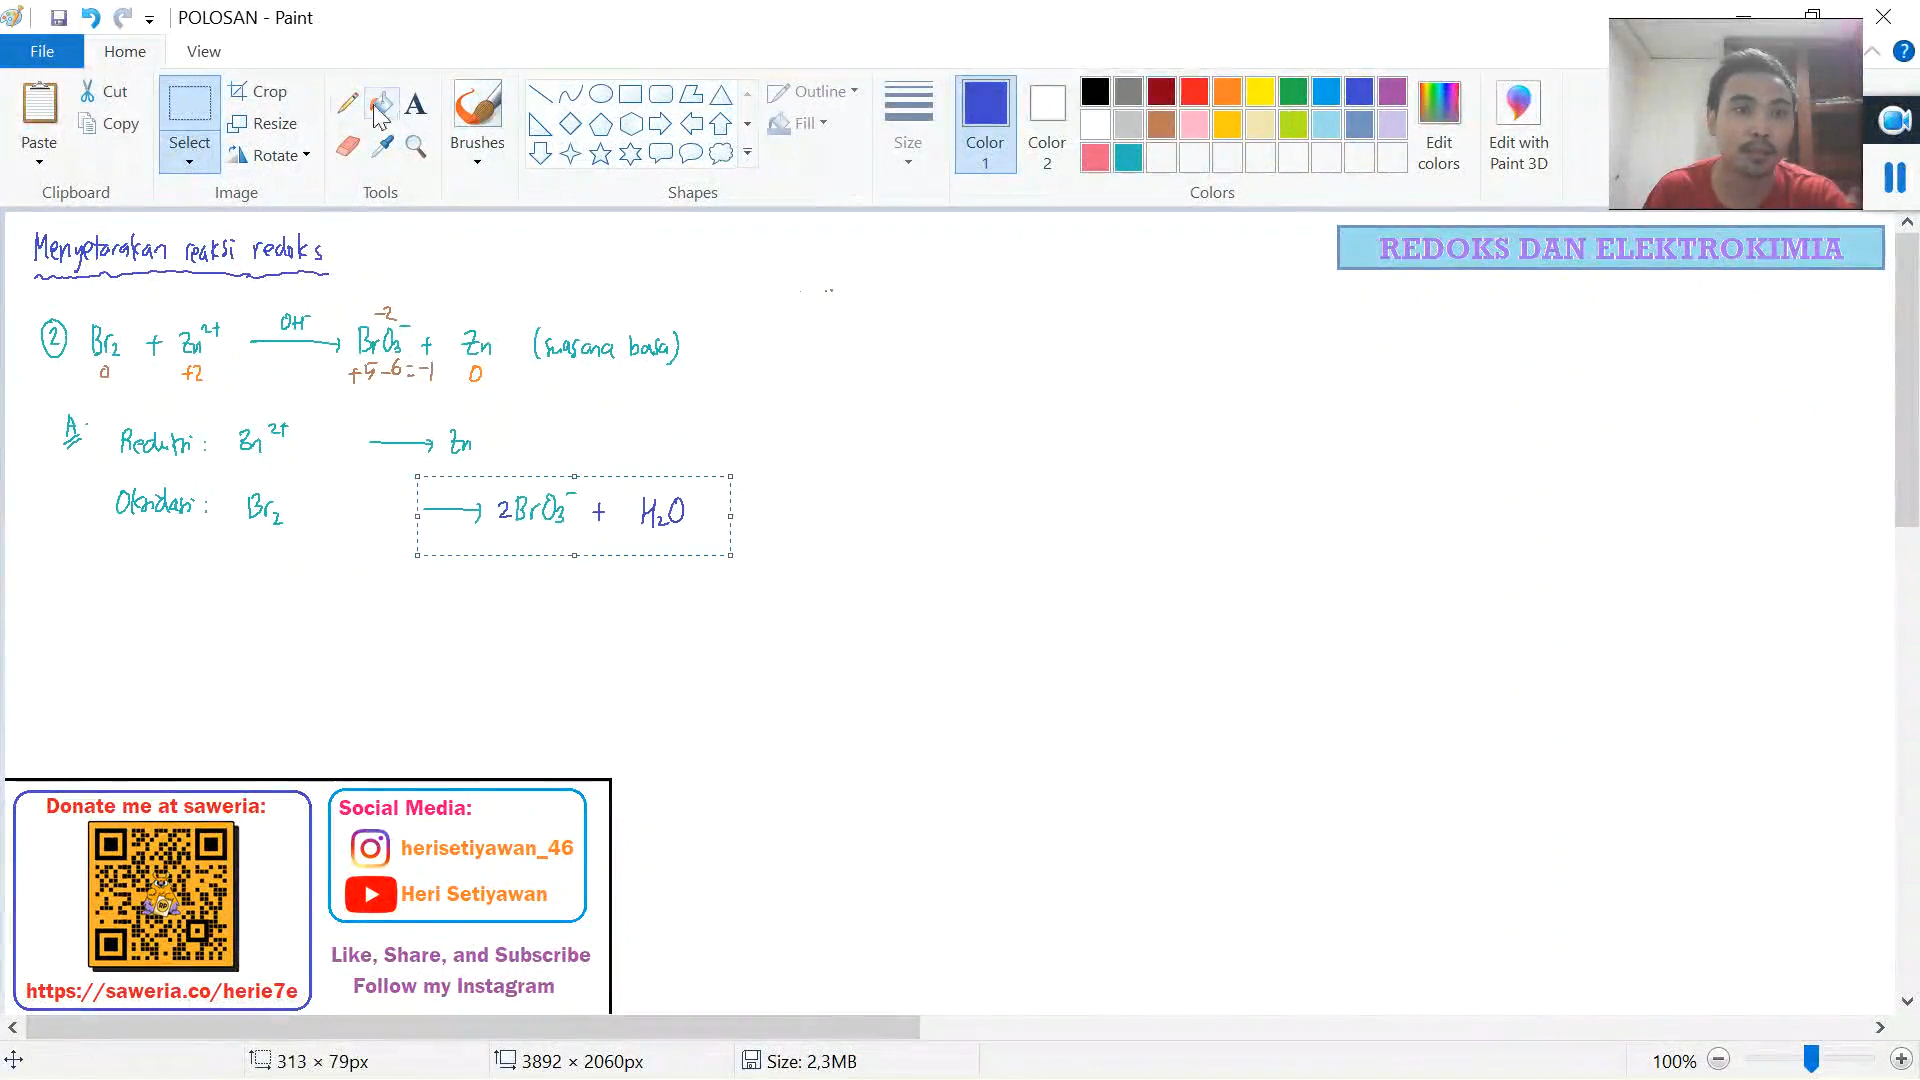 POLOSAN - Paint
File Home View
Paste Cut Copy Clipboard
Select Crop Resize Rotate Image
Tools
Brushes
Shapes
Outline Fill
Size
Color 1 Color 2
Edit colors
Colors
Edit with Paint 3D
Menyetarakan reaksi redoks
REDOKS DAN ELEKTROKIMIA
-2
② Br₂ + Zn²⁺ —OH⁻→ BrO₃⁻ + Zn (suasana basa)
0 +2 +5-6=-1 0
A:
Reduksi: Zn²⁺ → Zn
Oksidasi: Br₂ → 2BrO₃⁻ + H₂O
Donate me at saweria:
https://saweria.co/herie7e
Social Media:
herisetiyawan_46
Heri Setiyawan
Like, Share, and Subscribe
Follow my Instagram
313 × 79px 3892 × 2060px Size: 2,3MB 100%